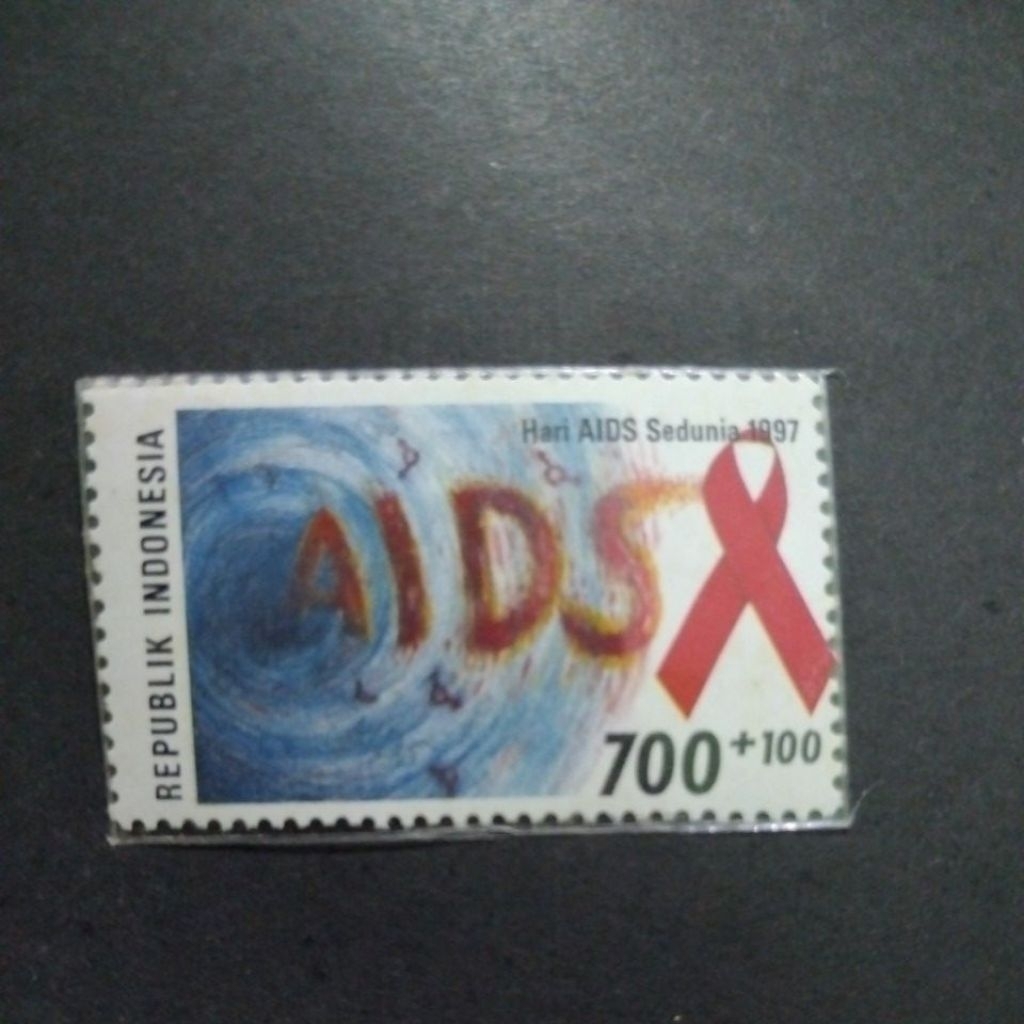 REPUBLIK INDONESIA
Hari AIDS Sedunia 1997
AIDS
700 + 100